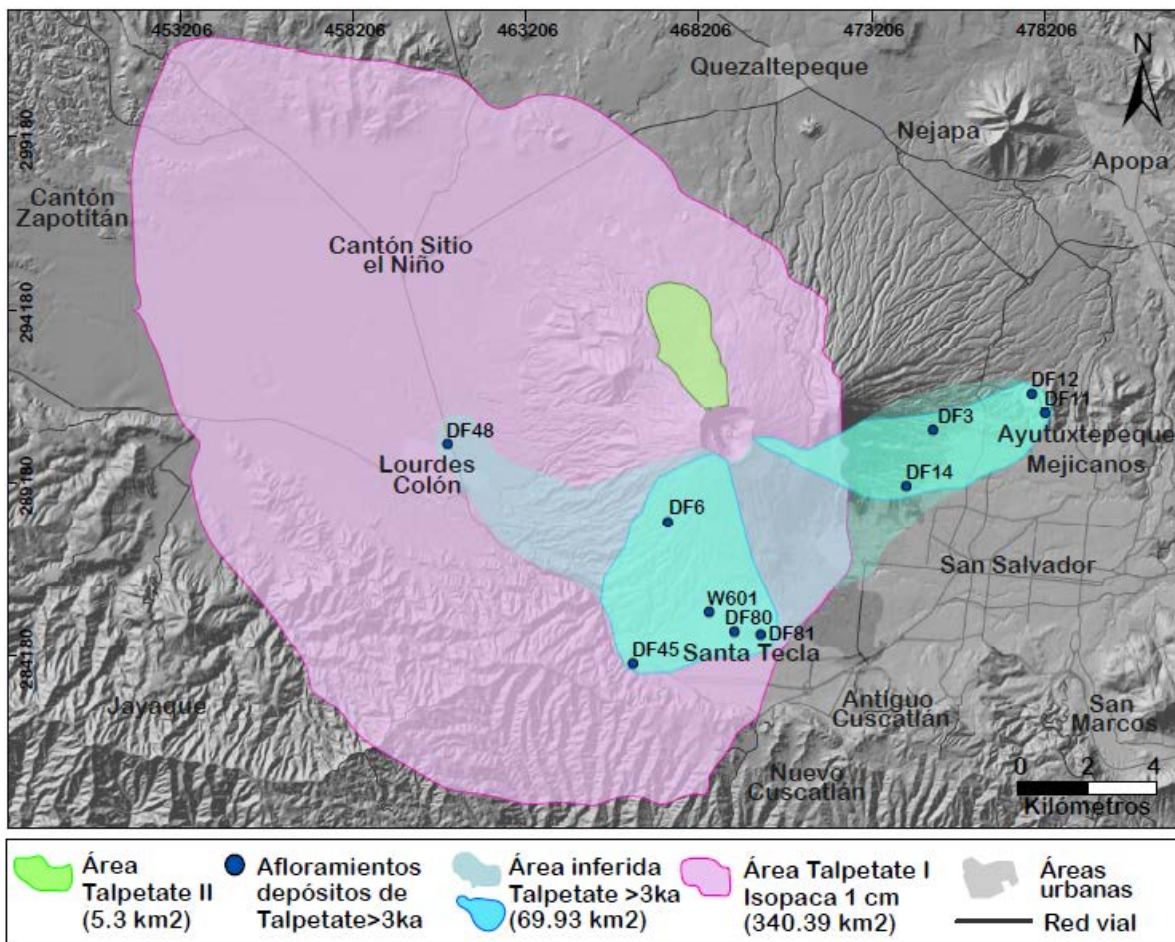 453206
458206
463206
468206
473206
478206
N
Quezaltepeque
Nejapa
Apopa
299180
Cantón
Zapotitán
Cantón Sitio
el Niño
294180
DF12
DF11
DF3
Ayutuxtepeque
Mejicanos
DF48
Lourdes
Colón
289180
DF14
DF6
San Salvador
W601
DF80
DF81
Santa Tecla
DF45
284180
Jayaque
Antiguo
Cuscatlán
San
Marcos
Nuevo
Cuscatlán
0 2 4
Kilómetros
Área
Talpetate II
(5.3 km2)
Afloramientos
depósitos de
Talpetate>3ka
Área inferida
Talpetate >3ka
(69.93 km2)
Área Talpetate I
Isopaca 1 cm
(340.39 km2)
Áreas
urbanas
Red vial